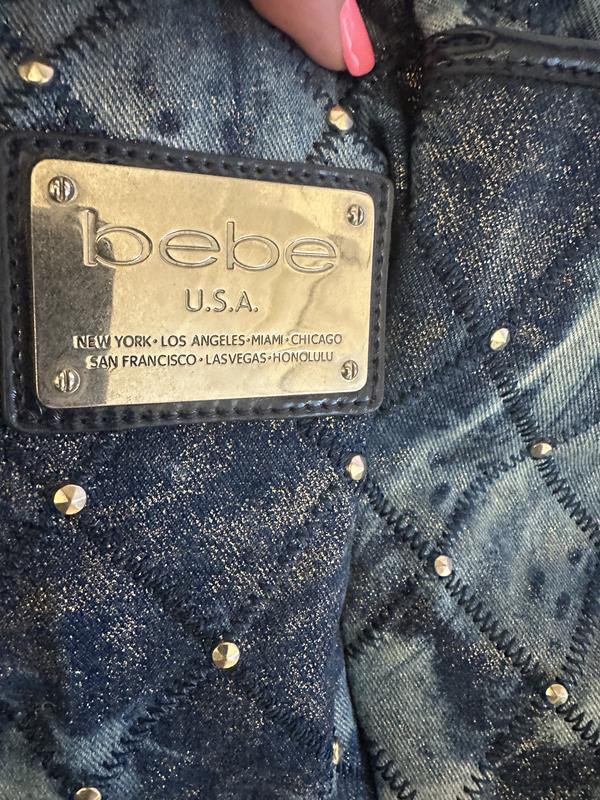 bebe
U.S.A.
NEW YORK • LOS ANGELES • MIAMI • CHICAGO
SAN FRANCISCO • LASVEGAS • HONOLULU